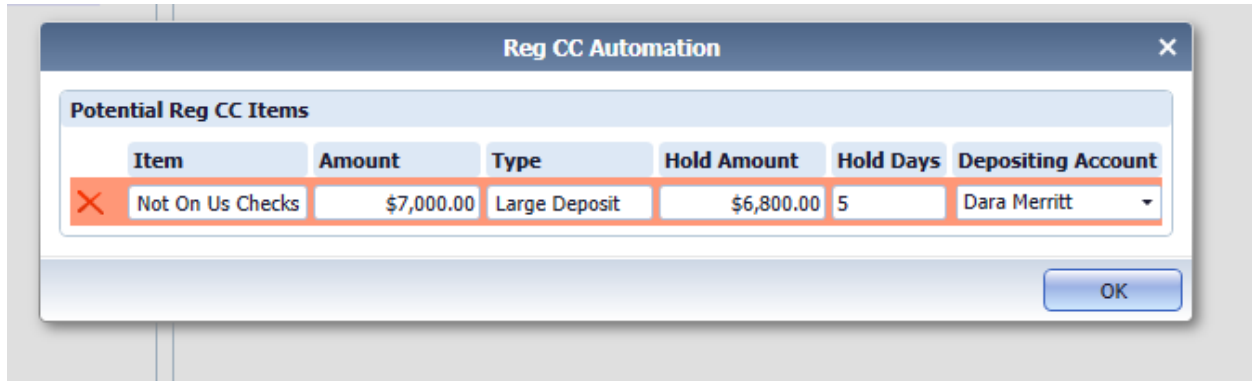 Reg CC Automation
Potential Reg CC Items
Item Amount Type Hold Amount Hold Days Depositing Account
Not On Us Checks $7,000.00 Large Deposit $6,800.00 5 Dara Merritt
OK